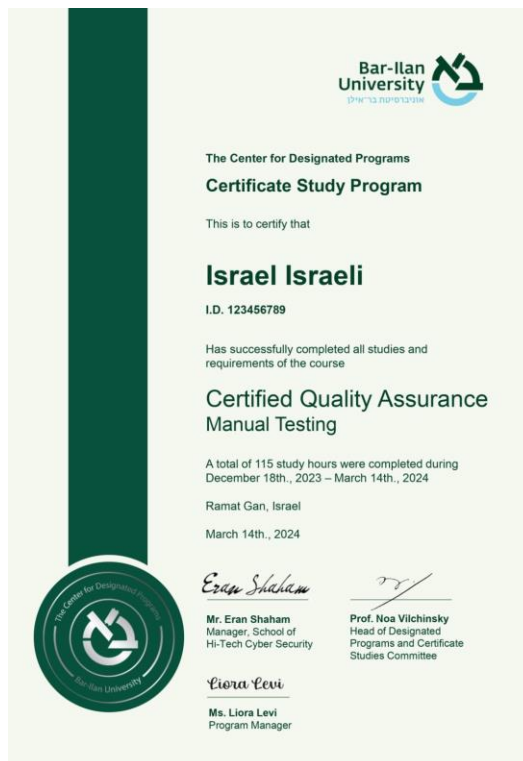 Bar-Ilan
University
אוניברסיטת בר־אילן
The Center for Designated Programs
Certificate Study Program
This is to certify that
Israel Israeli
I.D. 123456789
Has successfully completed all studies and
requirements of the course
Certified Quality Assurance
Manual Testing
A total of 115 study hours were completed during
December 18th., 2023 – March 14th., 2024
Ramat Gan, Israel
March 14th., 2024
Eran Shaham
Mr. Eran Shaham
Manager, School of
Hi-Tech Cyber Security
Prof. Noa Vilchinsky
Head of Designated
Programs and Certificate
Studies Committee
Liora Levi
Ms. Liora Levi
Program Manager
The Center for Designated Programs
Bar-Ilan University